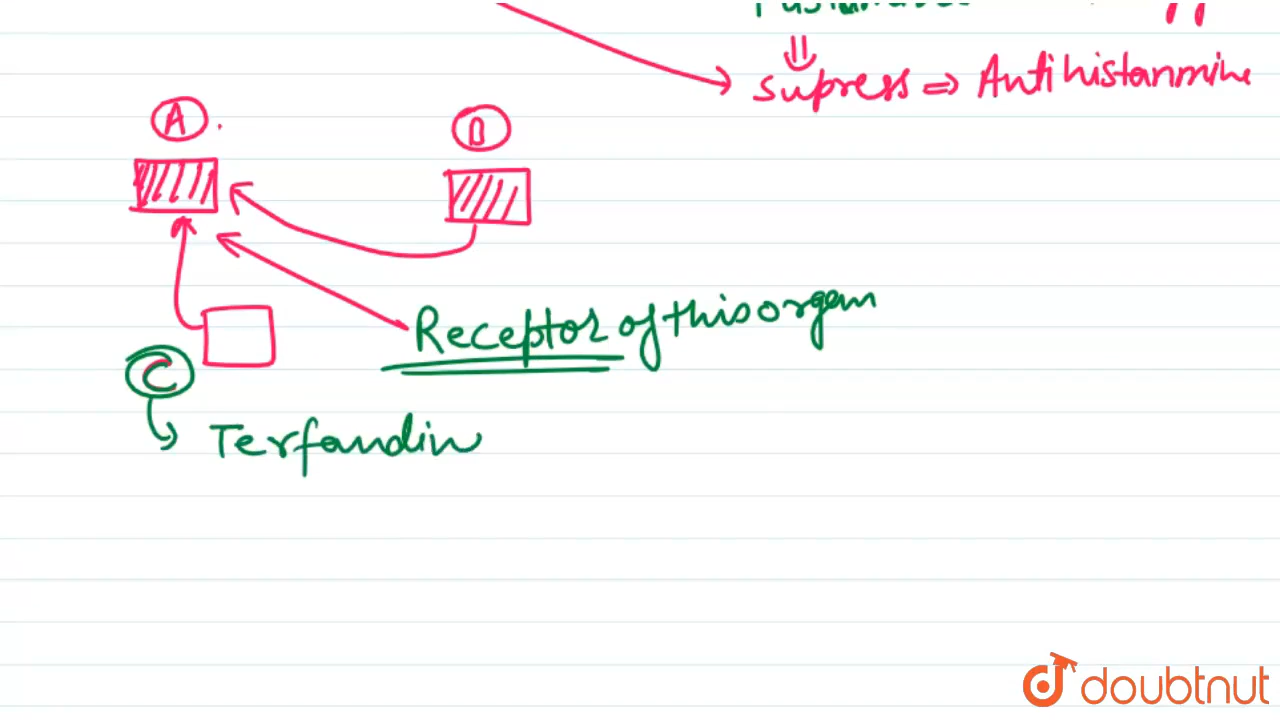 supress ⇒ Antihistanmine
A
B
Receptor of this organ
C
Terfandin
doubtnut